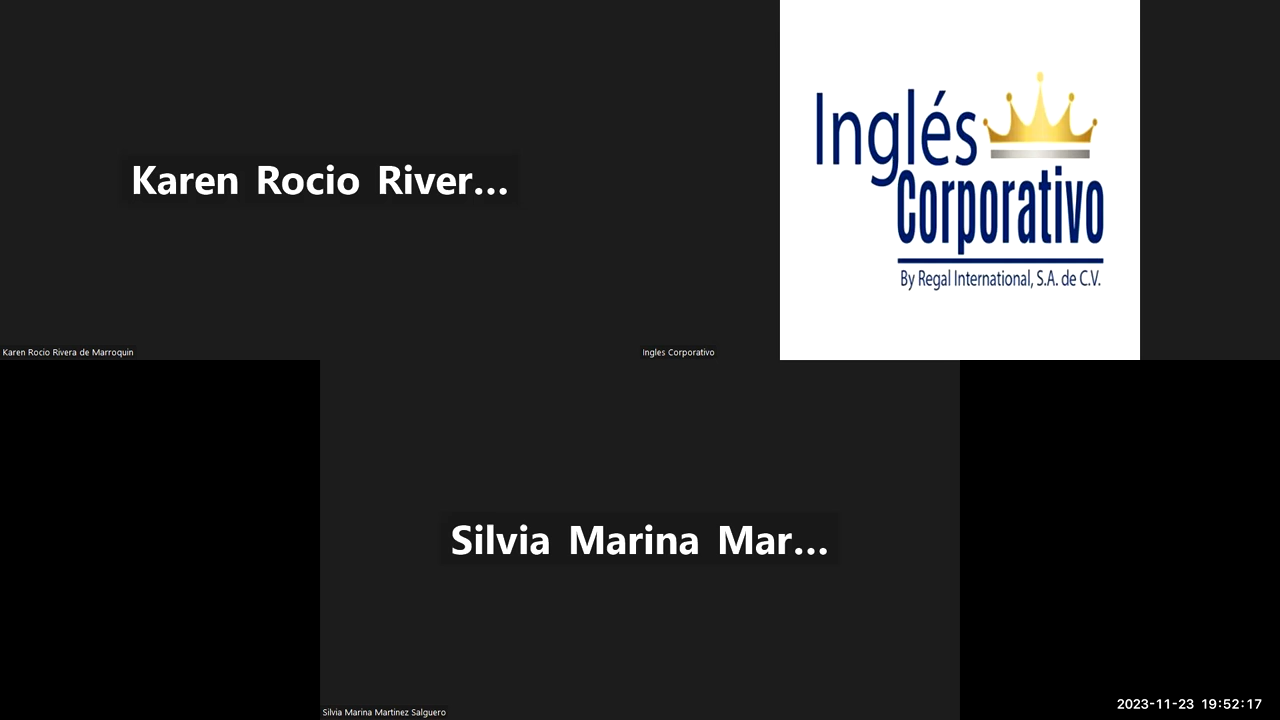 Karen Rocio River...
Inglés
Corporativo
By Regal International, S.A. de C.V.
Karen Rocio Rivera de Marroquin
Ingles Corporativo
Silvia Marina Mar...
Silvia Marina Martinez Salguero
2023-11-23 19:52:17